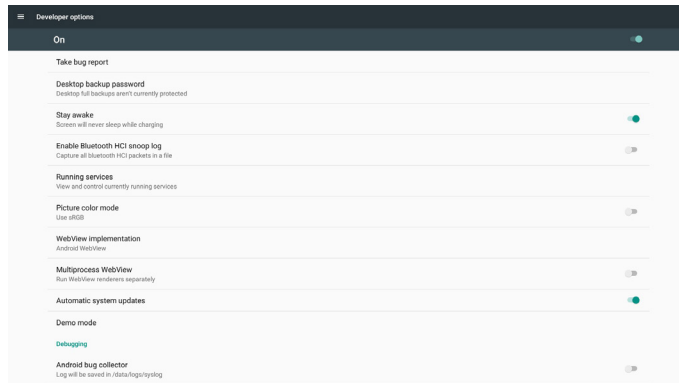 Developer options
On
Take bug report
Desktop backup password
Desktop full backups aren't currently protected
Stay awake
Screen will never sleep while charging
Enable Bluetooth HCI snoop log
Capture all bluetooth HCI packets in a file
Running services
View and control currently running services
Picture color mode
Use sRGB
WebView implementation
Android WebView
Multiprocess WebView
Run WebView renderers separately
Automatic system updates
Demo mode
Debugging
Android bug collector
Log will be saved in /data/logs/syslog